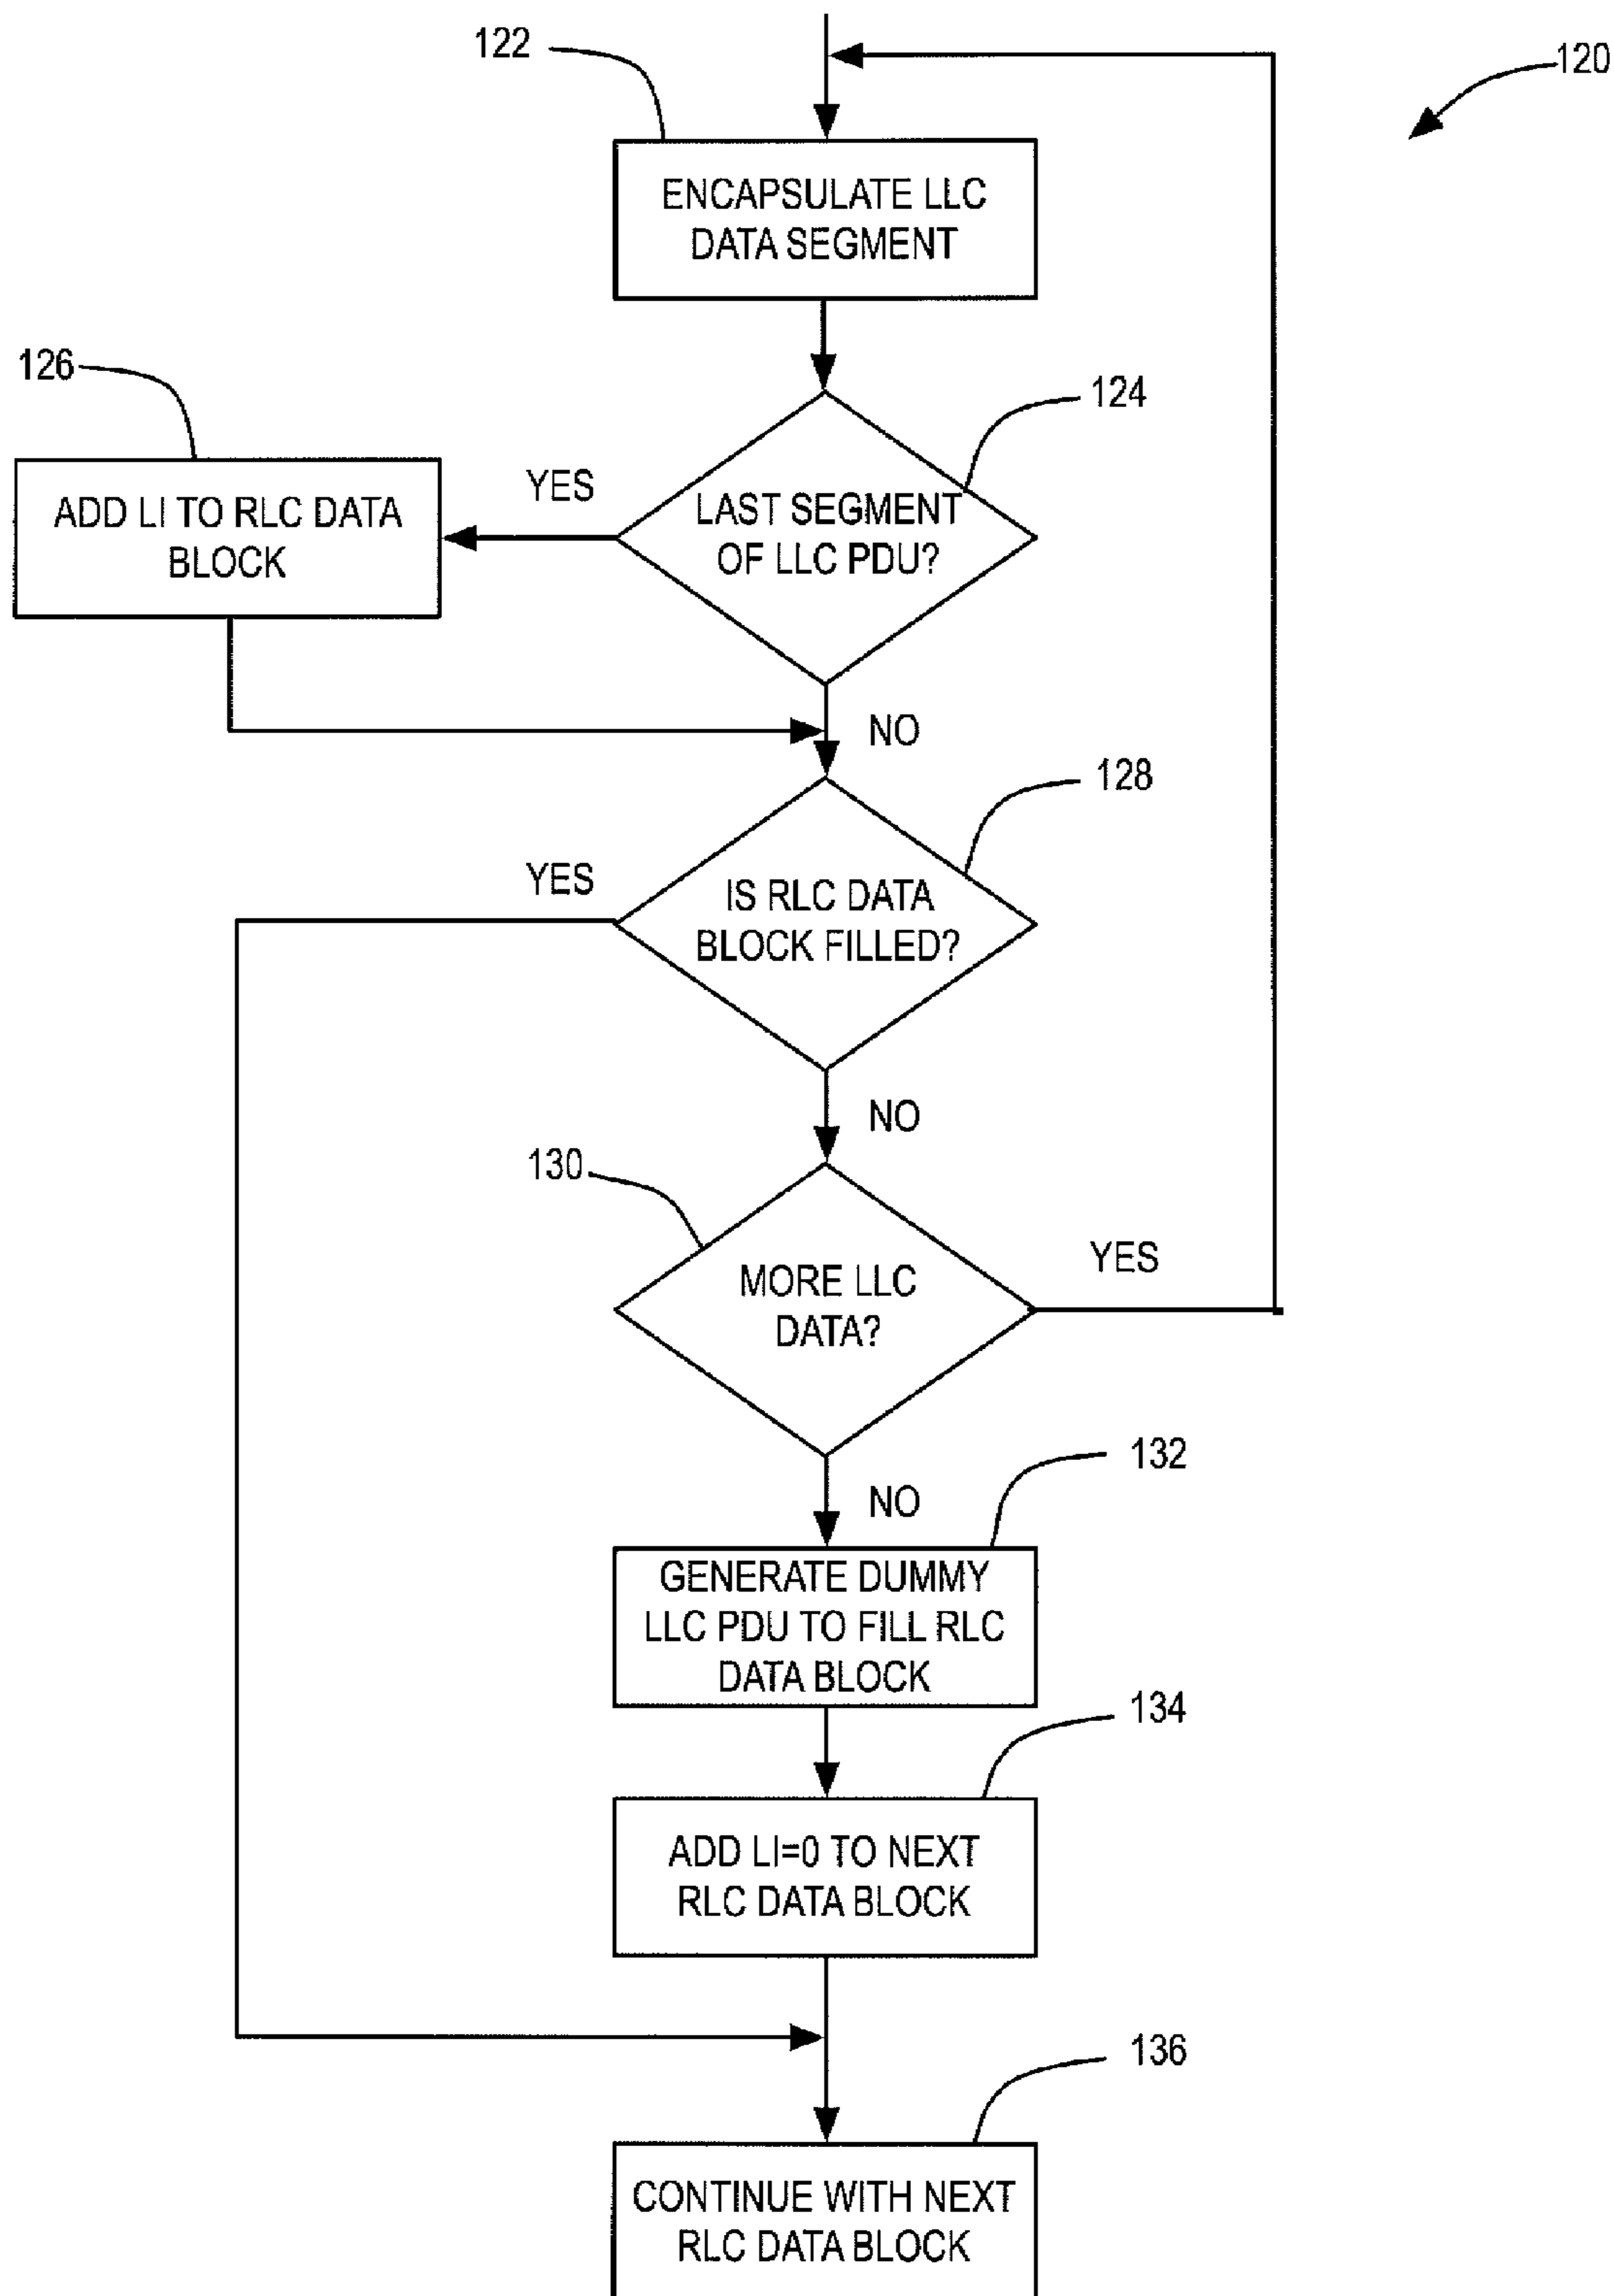 122
120
ENCAPSULATE LLC
DATA SEGMENT
126
124
YES
ADD LI TO RLC DATA
BLOCK
LAST SEGMENT
OF LLC PDU?
NO
128
YES
IS RLC DATA
BLOCK FILLED?
NO
130
YES
MORE LLC
DATA?
132
NO
GENERATE DUMMY
LLC PDU TO FILL RLC
DATA BLOCK
134
ADD LI=0 TO NEXT
RLC DATA BLOCK
136
CONTINUE WITH NEXT
RLC DATA BLOCK